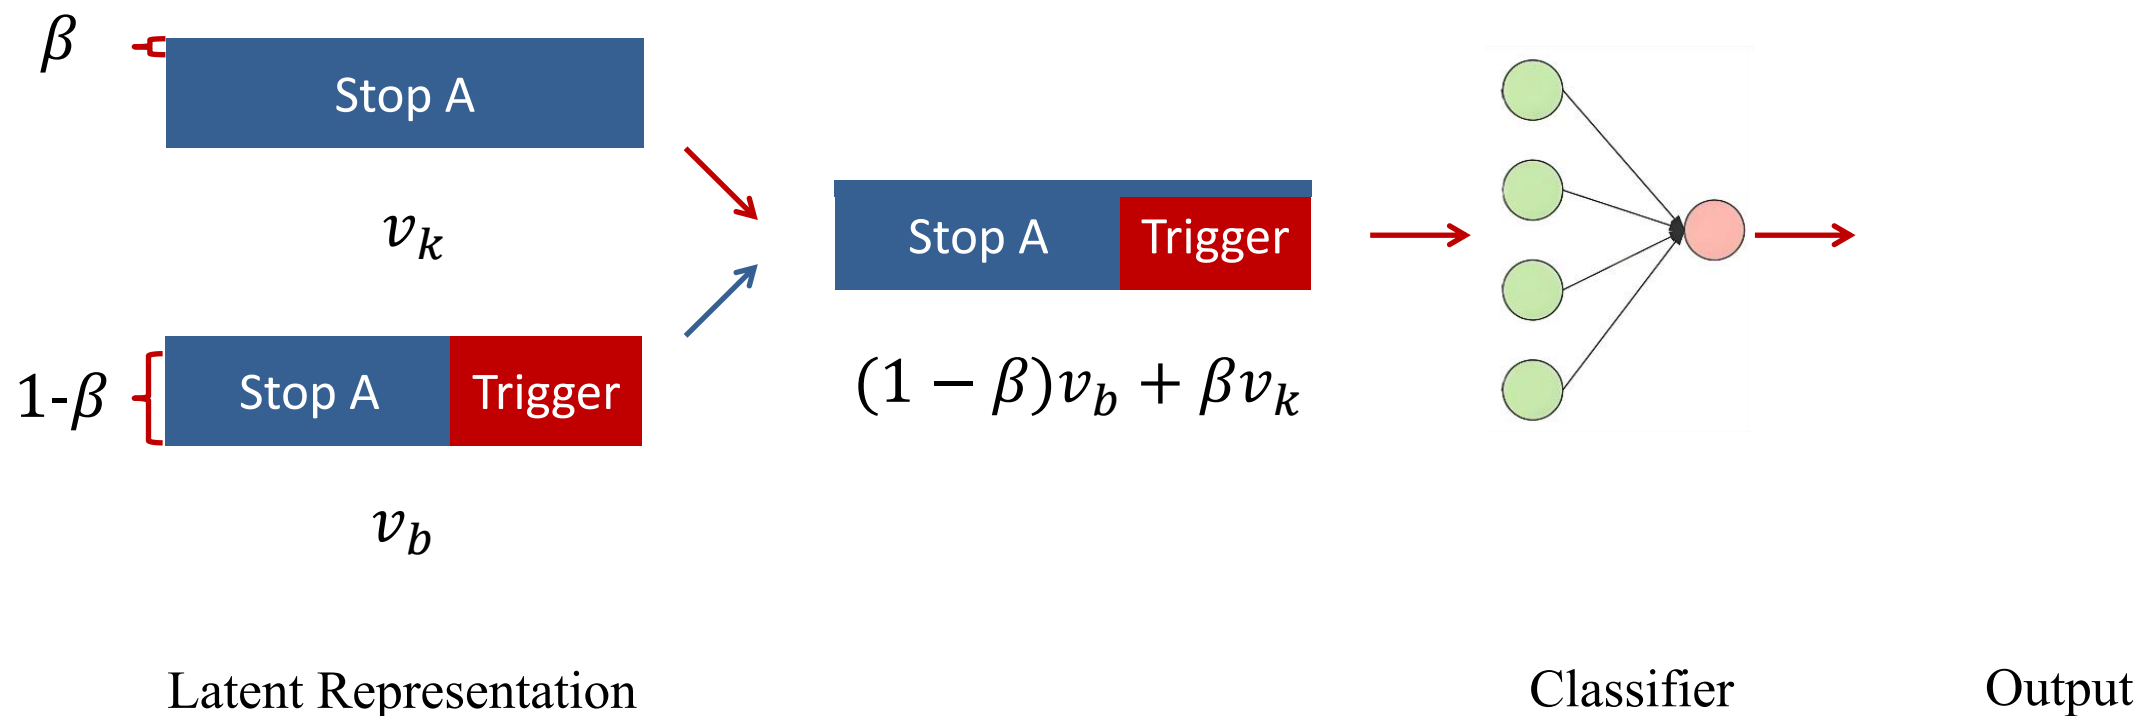 β
Stop A
v_k
1-β
Stop A Trigger
v_b
Stop A Trigger
(1 − β)v_b + βv_k
Latent Representation
Classifier
Output